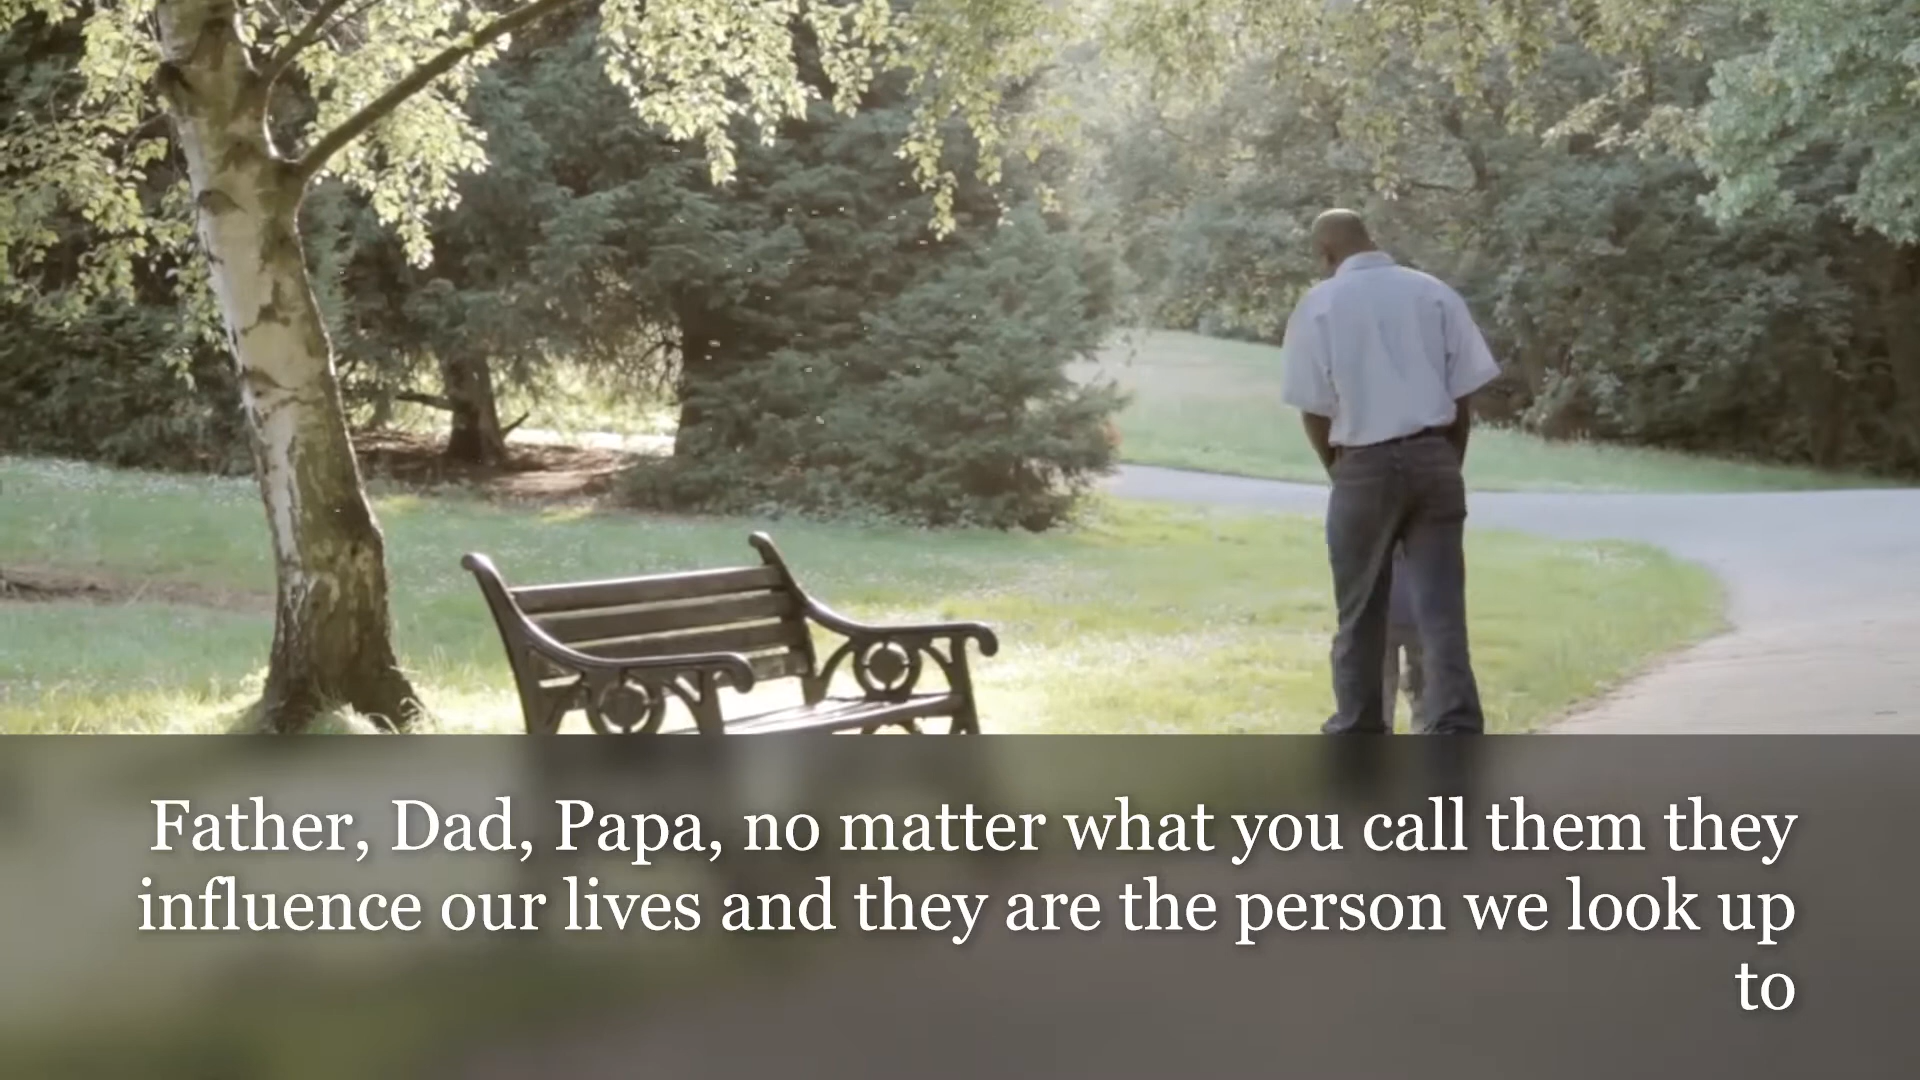 Father, Dad, Papa, no matter what you call them they
influence our lives and they are the person we look up
to